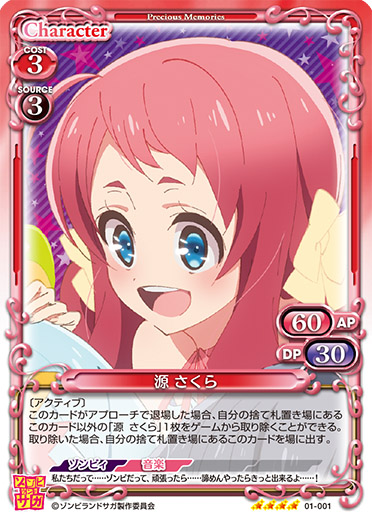 Precious Memories
Character
COST
3
SOURCE
3
60 AP
DP 30
源 さくら
[アクティブ]
このカードがアプローチで退場した場合、自分の捨て札置き場にある
このカード以外の「源 さくら」1枚をゲームから取り除くことができる。
取り除いた場合、自分の捨て札置き場にあるこのカードを場に出す。
ゾンビィ 音楽
私たちだって……ゾンビだって、頑張ったら……諦めんやったらきっと出来るよ……!
ゾンビランドサガ
©ゾンビランドサガ製作委員会
01-001